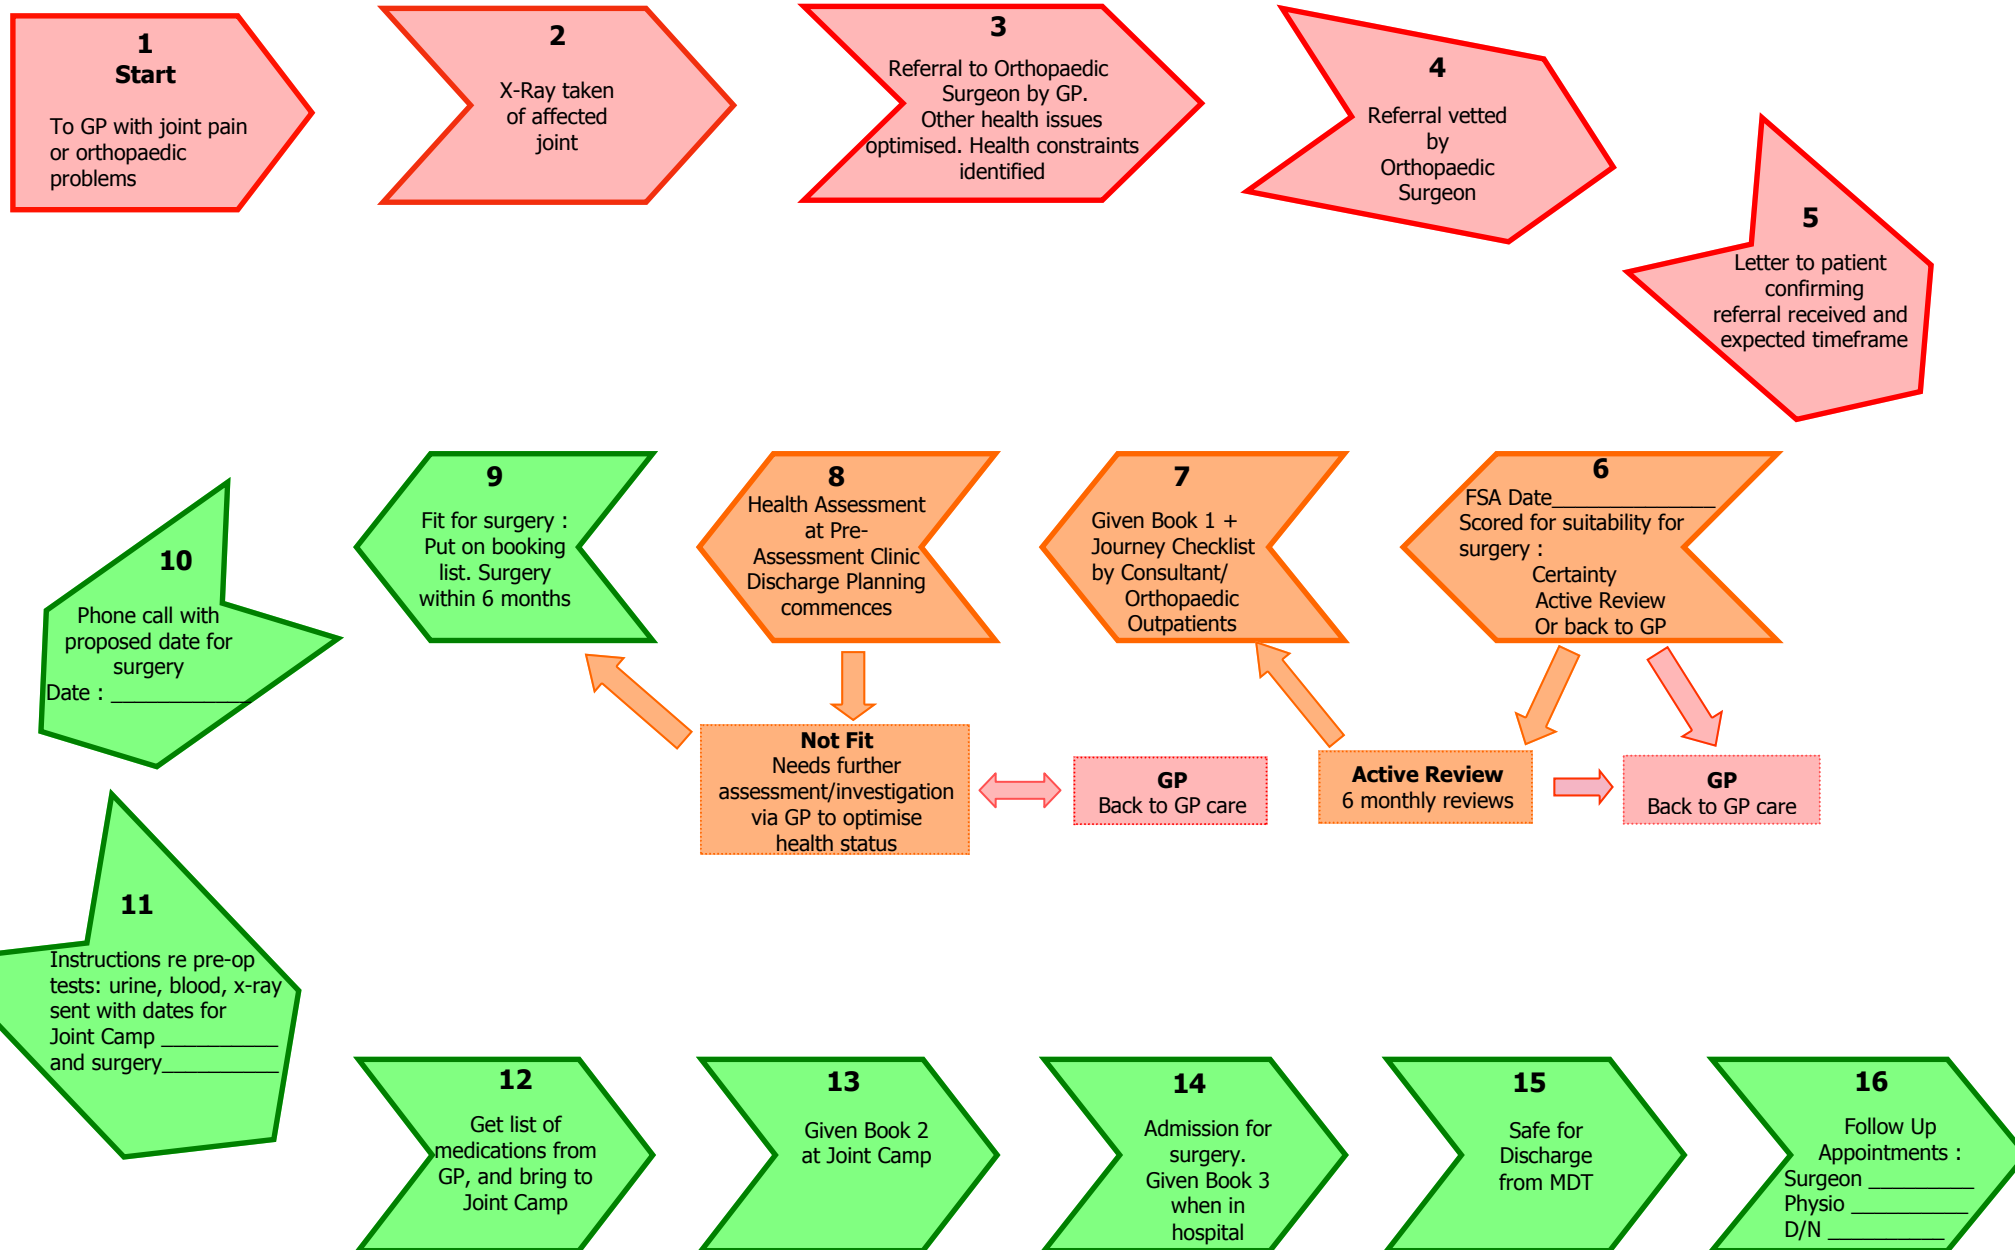 1
Start
To GP with joint pain
or orthopaedic
problems
2
X-Ray taken
of affected
joint
3
Referral to Orthopaedic
Surgeon by GP.
Other health issues
optimised. Health constraints
identified
4
Referral vetted
by
Orthopaedic
Surgeon
5
Letter to patient
confirming
referral received and
expected timeframe
6
FSA Date______________
Scored for suitability for
surgery :
Certainty
Active Review
Or back to GP
7
Given Book 1 +
Journey Checklist
by Consultant/
Orthopaedic
Outpatients
8
Health Assessment
at Pre-
Assessment Clinic
Discharge Planning
commences
9
Fit for surgery :
Put on booking
list. Surgery
within 6 months
10
Phone call with
proposed date for
surgery
Date : ____________
Not Fit
Needs further
assessment/investigation
via GP to optimise
health status
GP
Back to GP care
Active Review
6 monthly reviews
GP
Back to GP care
11
Instructions re pre-op
tests: urine, blood, x-ray
sent with dates for
Joint Camp __________
and surgery__________
12
Get list of
medications from
GP, and bring to
Joint Camp
13
Given Book 2
at Joint Camp
14
Admission for
surgery.
Given Book 3
when in
hospital
15
Safe for
Discharge
from MDT
16
Follow Up
Appointments :
Surgeon _________
Physio __________
D/N __________